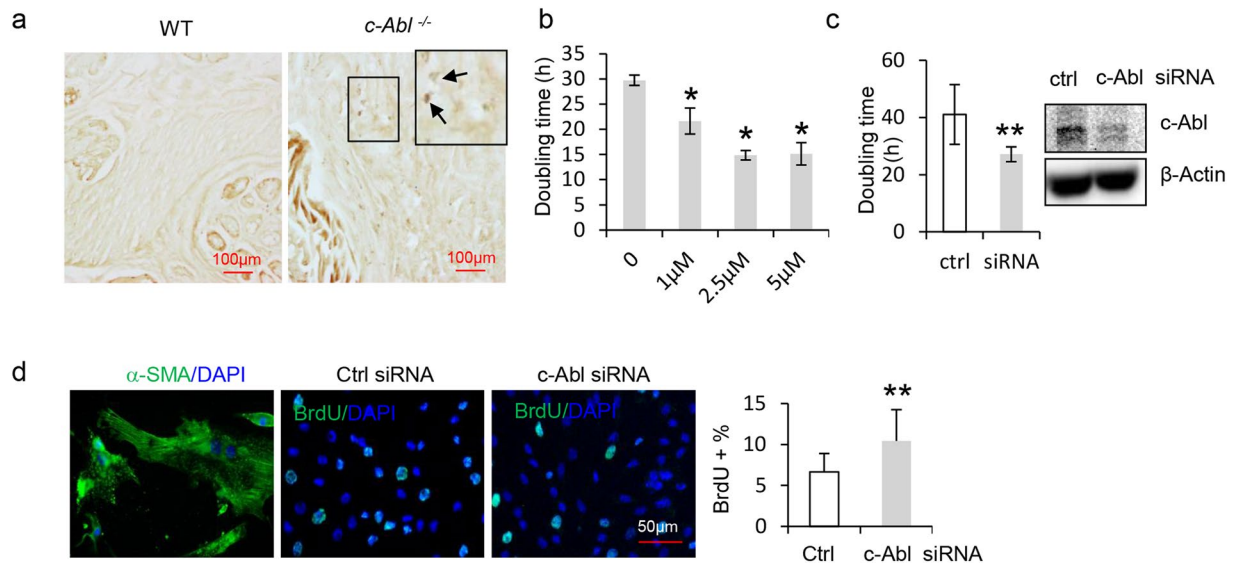 a
WT
c-Abl -/-
100µm
100µm
b
Doubling time (h)
35
30
25
20
15
10
5
0
0
1µM
2.5µM
5µM
*
*
*
c
Doubling time
(h)
60
40
20
0
**
ctrl
siRNA
ctrl c-Abl siRNA
c-Abl
β-Actin
d
α-SMA/DAPI
Ctrl siRNA
c-Abl siRNA
BrdU/DAPI
BrdU/DAPI
50µm
BrdU + %
15
10
5
0
**
Ctrl c-Abl siRNA